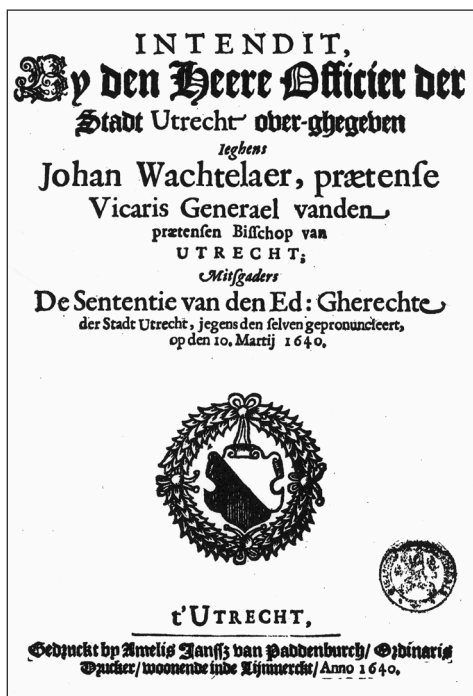 INTENDIT,
By den Heere Officier der
Stadt Utrecht over-ghegeven
Ieghens
Johan Wachtelaer, prætenſe
Vicaris Generael vanden
prætenſen Biſſchop van
UTRECHT;
Mitſgaders
De Sententie van den Ed: Gherechte
der Stadt Utrecht, jegens den ſelven gepronuncieert,
op den 10. Martij 1640.
t'UTRECHT,
Gedruckt by Amelis Janſſz van Paddenburch/ Ordinaris
Drucker/ woonende inde Lijnmerckt/ Anno 1640.